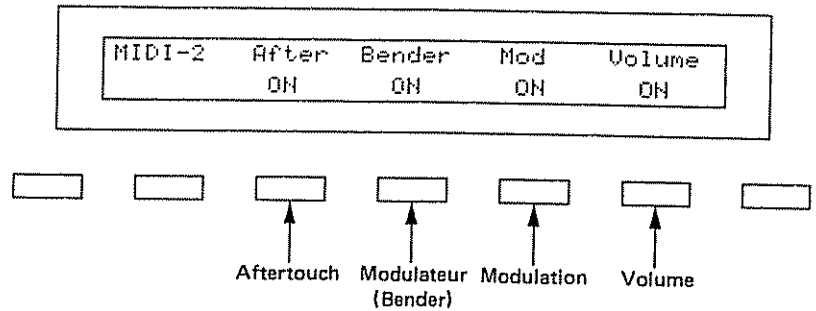 MIDI-2 After Bender Mod Volume
ON ON ON ON
Aftertouch Modulateur Modulation Volume
(Bender)